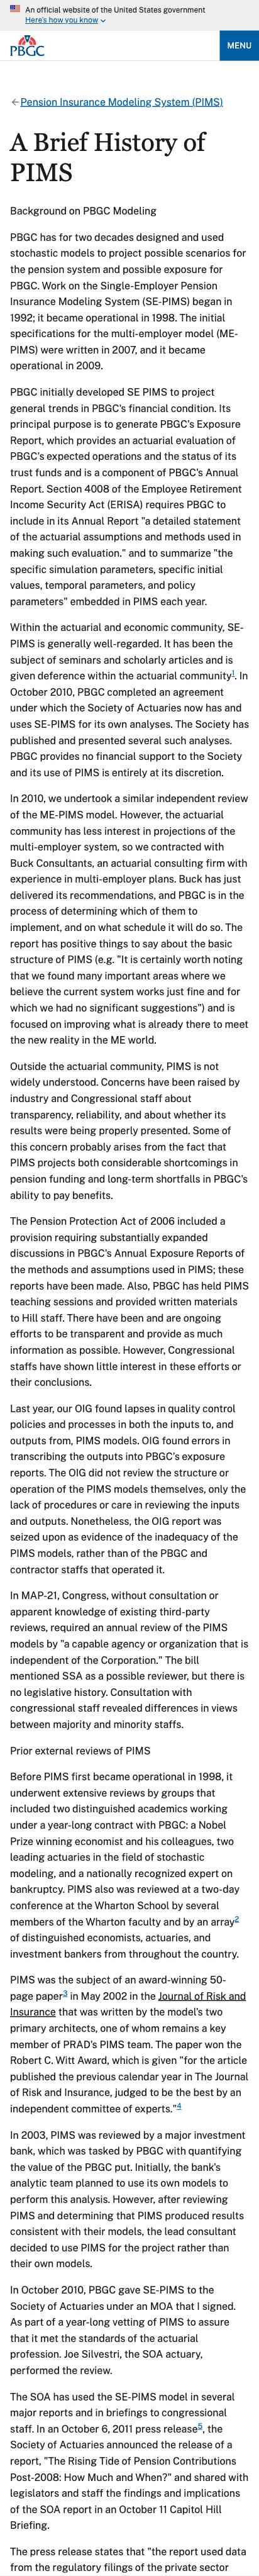 An official website of the United States government
Here's how you know
PBGC
MENU
Pension Insurance Modeling System (PIMS)
A Brief History of
PIMS
Background on PBGC Modeling
PBGC has for two decades designed and used
stochastic models to project possible scenarios for
the pension system and possible exposure for
PBGC. Work on the Single-Employer Pension
Insurance Modeling System (SE-PIMS) began in
1992; it became operational in 1998. The initial
specifications for the multi-employer model (ME-
PIMS) were written in 2007, and it became
operational in 2009.
PBGC initially developed SE PIMS to project
general trends in PBGC's financial condition. Its
principal purpose is to generate PBGC's Exposure
Report, which provides an actuarial evaluation of
PBGC's expected operations and the status of its
trust funds and is a component of PBGC's Annual
Report. Section 4008 of the Employee Retirement
Income Security Act (ERISA) requires PBGC to
include in its Annual Report "a detailed statement
of the actuarial assumptions and methods used in
making such evaluation." and to summarize "the
specific simulation parameters, specific initial
values, temporal parameters, and policy
parameters" embedded in PIMS each year.
Within the actuarial and economic community, SE-
PIMS is generally well-regarded. It has been the
subject of seminars and scholarly articles and is
given deference within the actuarial community1. In
October 2010, PBGC completed an agreement
under which the Society of Actuaries now has and
uses SE-PIMS for its own analyses. The Society has
published and presented several such analyses.
PBGC provides no financial support to the Society
and its use of PIMS is entirely at its discretion.
In 2010, we undertook a similar independent review
of the ME-PIMS model. However, the actuarial
community has less interest in projections of the
multi-employer system, so we contracted with
Buck Consultants, an actuarial consulting firm with
experience in multi-employer plans. Buck has just
delivered its recommendations, and PBGC is in the
process of determining which of them to
implement, and on what schedule it will do so. The
report has positive things to say about the basic
structure of PIMS (e.g. "It is certainly worth noting
that we found many important areas where we
believe the current system works just fine and for
which we had no significant suggestions") and is
focused on improving what is already there to meet
the new reality in the ME world.
Outside the actuarial community, PIMS is not
widely understood. Concerns have been raised by
industry and Congressional staff about
transparency, reliability, and about whether its
results were being properly presented. Some of
this concern probably arises from the fact that
PIMS projects both considerable shortcomings in
pension funding and long-term shortfalls in PBGC's
ability to pay benefits.
The Pension Protection Act of 2006 included a
provision requiring substantially expanded
discussions in PBGC's Annual Exposure Reports of
the methods and assumptions used in PIMS; these
reports have been made. Also, PBGC has held PIMS
teaching sessions and provided written materials
to Hill staff. There have been and are ongoing
efforts to be transparent and provide as much
information as possible. However, Congressional
staffs have shown little interest in these efforts or
their conclusions.
Last year, our OIG found lapses in quality control
policies and processes in both the inputs to, and
outputs from, PIMS models. OIG found errors in
transcribing the outputs into PBGC's exposure
reports. The OIG did not review the structure or
operation of the PIMS models themselves, only the
lack of procedures or care in reviewing the inputs
and outputs. Nonetheless, the OIG report was
seized upon as evidence of the inadequacy of the
PIMS models, rather than of the PBGC and
contractor staffs that operated it.
In MAP-21, Congress, without consultation or
apparent knowledge of existing third-party
reviews, required an annual review of the PIMS
models by "a capable agency or organization that is
independent of the Corporation." The bill
mentioned SSA as a possible reviewer, but there is
no legislative history. Consultation with
congressional staff revealed differences in views
between majority and minority staffs.
Prior external reviews of PIMS
Before PIMS first became operational in 1998, it
underwent extensive reviews by groups that
included two distinguished academics working
under a year-long contract with PBGC: a Nobel
Prize winning economist and his colleagues, two
leading actuaries in the field of stochastic
modeling, and a nationally recognized expert on
bankruptcy. PIMS also was reviewed at a two-day
conference at the Wharton School by several
members of the Wharton faculty and by an array2
of distinguished economists, actuaries, and
investment bankers from throughout the country.
PIMS was the subject of an award-winning 50-
page paper3 in May 2002 in the Journal of Risk and
Insurance that was written by the model's two
primary architects, one of whom remains a key
member of PRAD's PIMS team. The paper won the
Robert C. Witt Award, which is given "for the article
published the previous calendar year in The Journal
of Risk and Insurance, judged to be the best by an
independent committee of experts."4
In 2003, PIMS was reviewed by a major investment
bank, which was tasked by PBGC with quantifying
the value of the PBGC put. Initially, the bank's
analytic team planned to use its own models to
perform this analysis. However, after reviewing
PIMS and determining that PIMS produced results
consistent with their models, the lead consultant
decided to use PIMS for the project rather than
their own models.
In October 2010, PBGC gave SE-PIMS to the
Society of Actuaries under an MOA that I signed.
As part of a year-long vetting of PIMS to assure
that it met the standards of the actuarial
profession. Joe Silvestri, the SOA actuary,
performed the review.
The SOA has used the SE-PIMS model in several
major reports and in briefings to congressional
staff. In an October 6, 2011 press release5, the
Society of Actuaries announced the release of a
report, "The Rising Tide of Pension Contributions
Post-2008: How Much and When?" and shared with
legislators and staff the findings and implications
of the SOA report in an October 11 Capitol Hill
Briefing.
The press release states that "the report used data
from the regulatory filings of the private sector